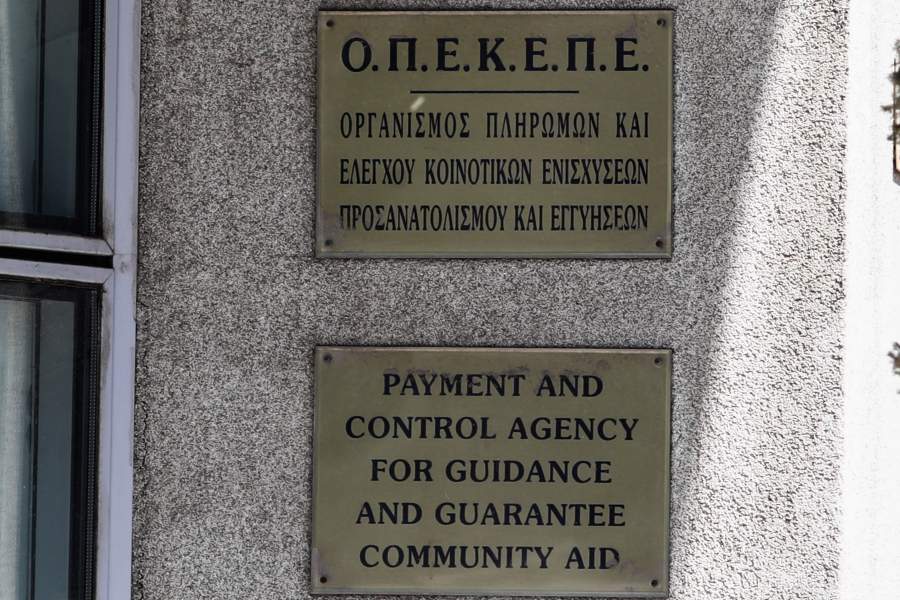 Ο.Π.Ε.Κ.Ε.Π.Ε.
ΟΡΓΑΝΙΣΜΟΣ ΠΛΗΡΩΜΩΝ ΚΑΙ
ΕΛΕΓΧΟΥ ΚΟΙΝΟΤΙΚΩΝ ΕΝΙΣΧΥΣΕΩΝ
ΠΡΟΣΑΝΑΤΟΛΙΣΜΟΥ ΚΑΙ ΕΓΓΥΗΣΕΩΝ
PAYMENT AND
CONTROL AGENCY
FOR GUIDANCE
AND GUARANTEE
COMMUNITY AID